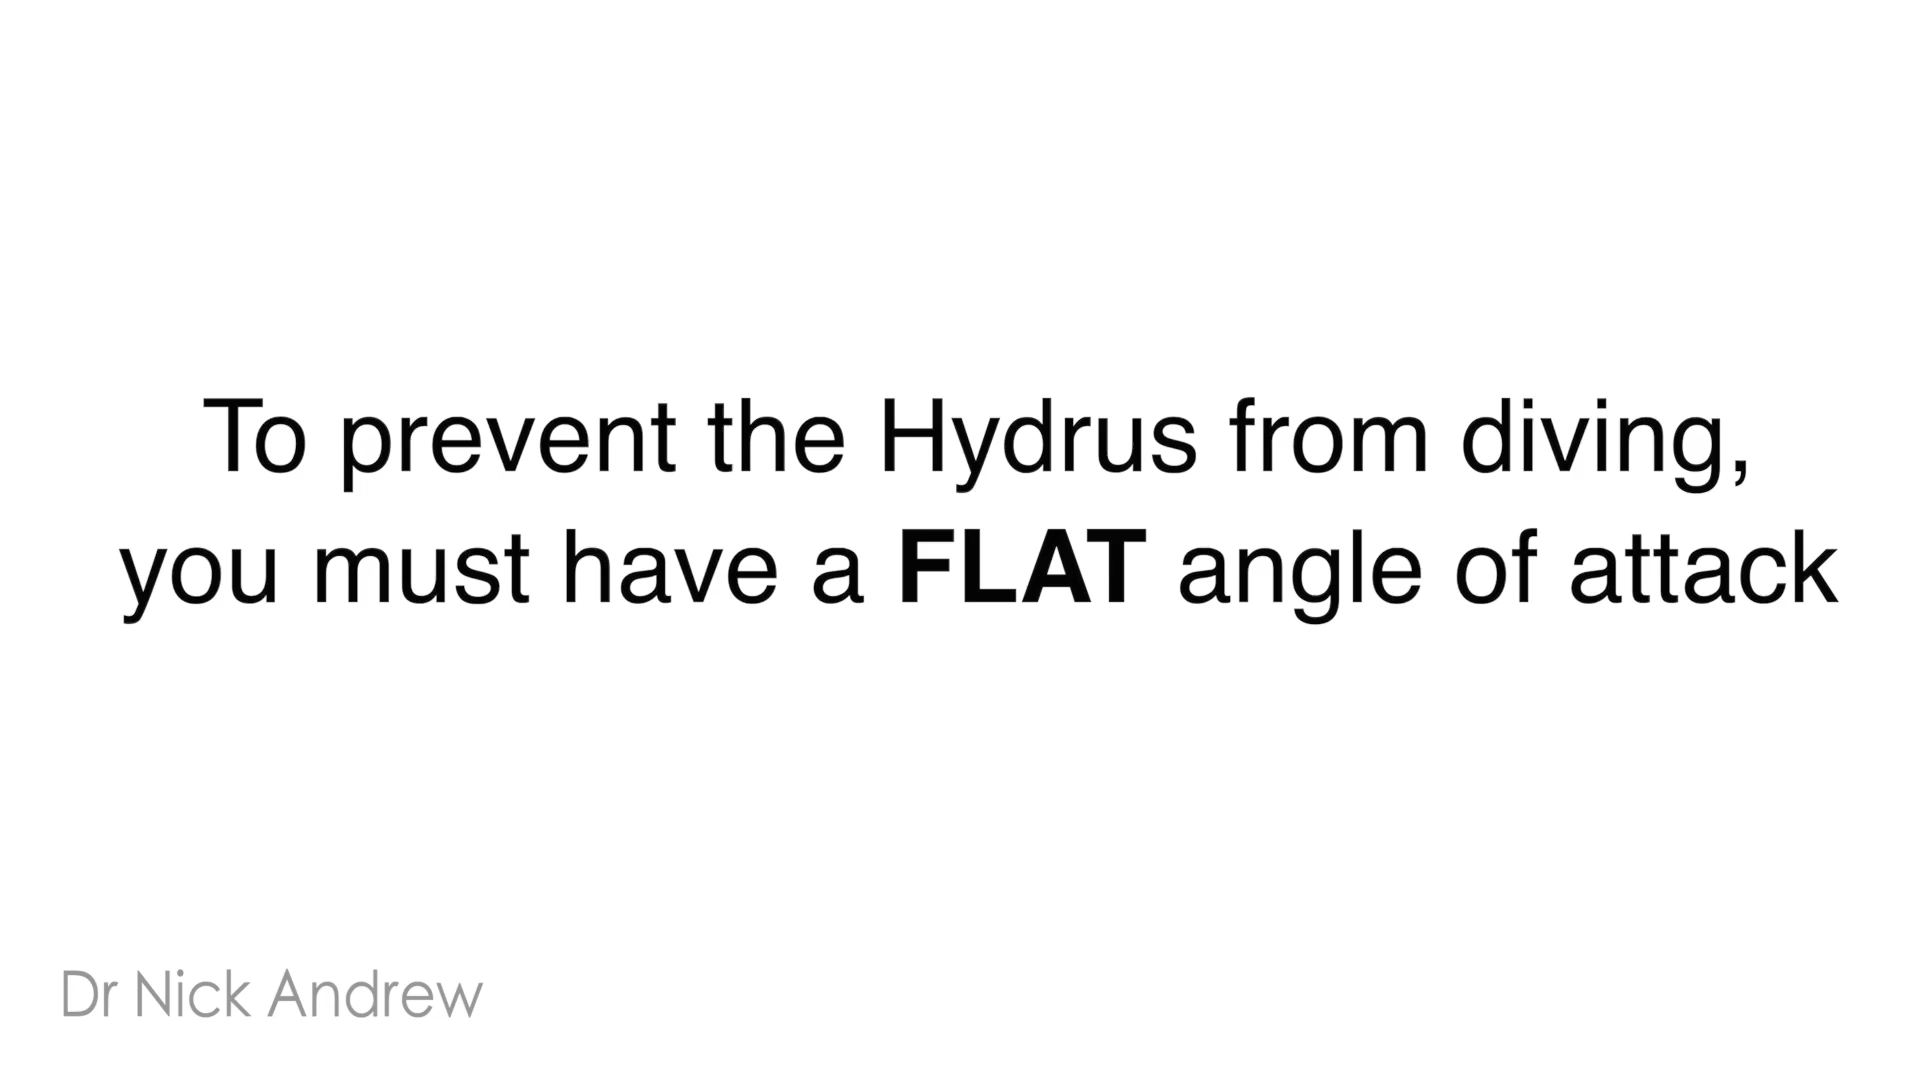 To prevent the Hydrus from diving,
you must have a FLAT angle of attack
Dr Nick Andrew